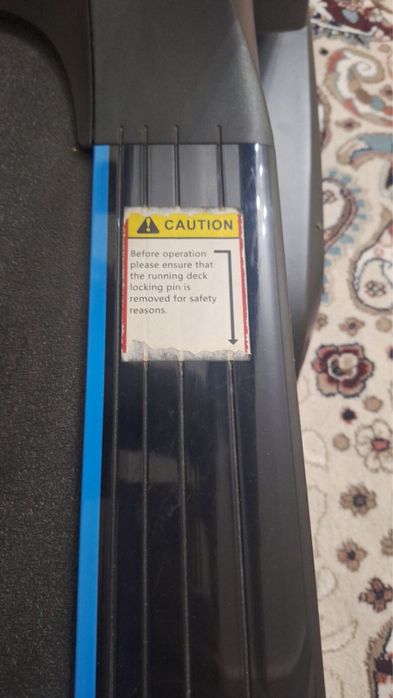 CAUTION
Before operation
please ensure that
the running deck
locking pin is
removed for safety
reasons.